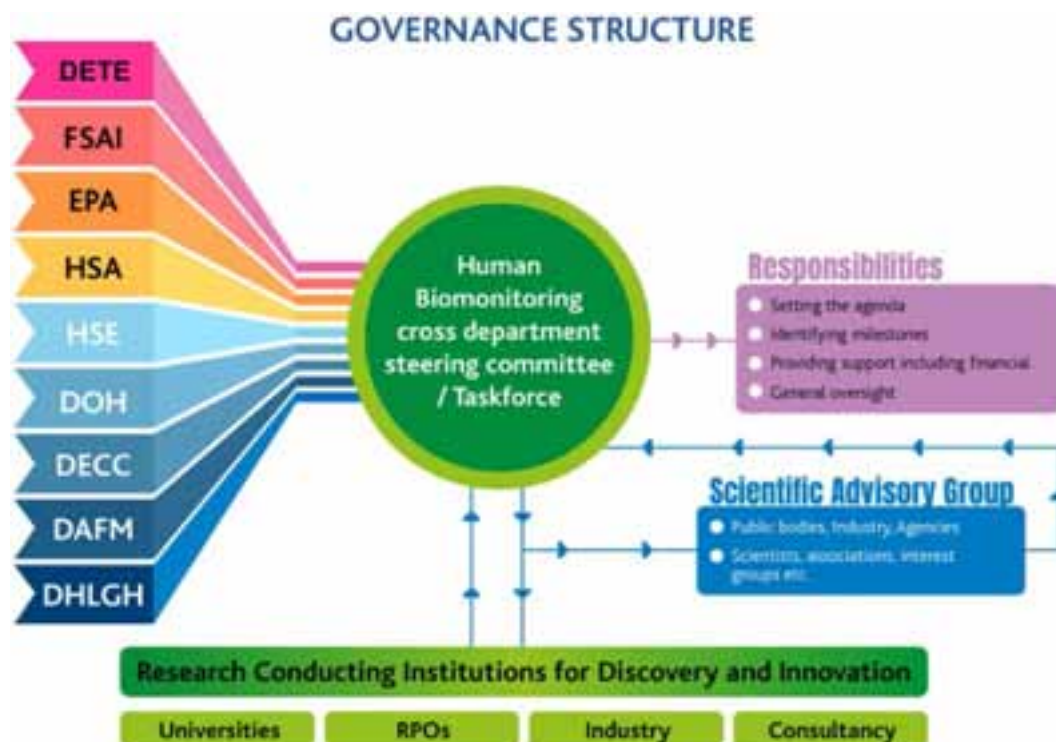 GOVERNANCE STRUCTURE
DETE
FSAI
EPA
HSA
HSE
DOH
DECC
DAFM
DHLGH
Human
Biomonitoring
cross department
steering committee
/ Taskforce
Responsibilities
Setting the agenda
Identifying milestones
Providing support including financial
General oversight
Scientific Advisory Group
Public bodies, Industry, Agencies
Scientists, associations, interest
groups etc
Research Conducting Institutions for Discovery and Innovation
Universities
RPOs
Industry
Consultancy